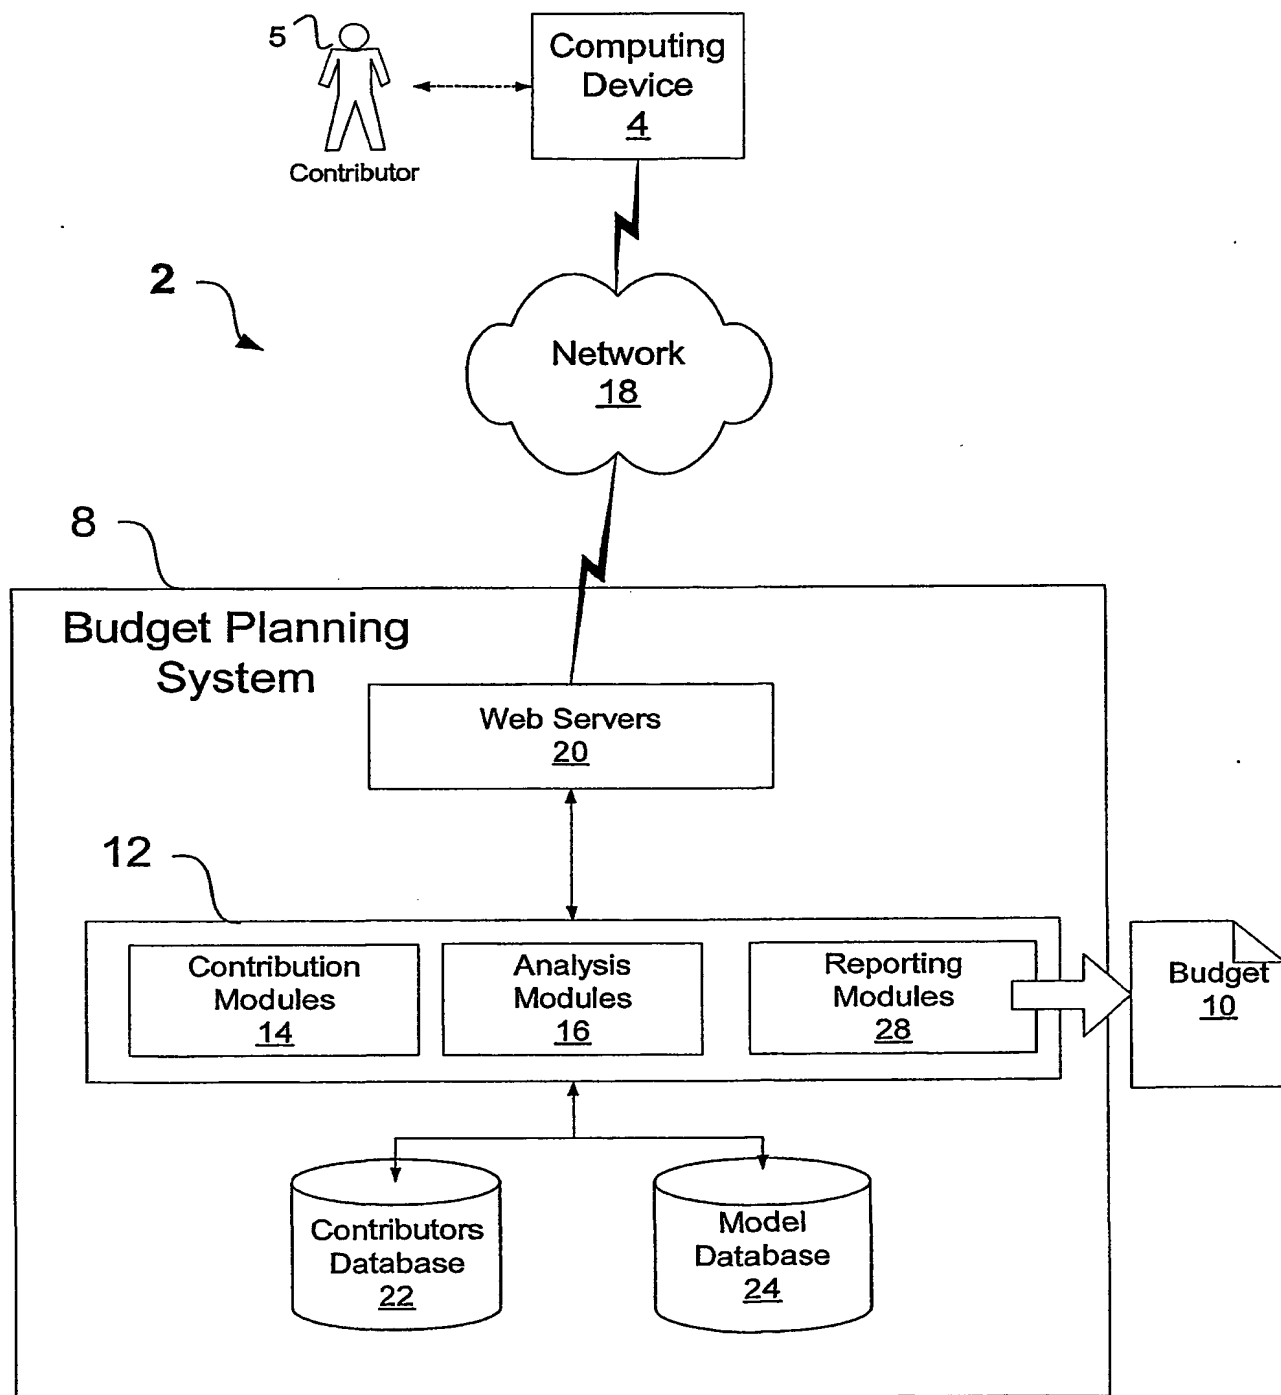 5
Computing
Device
4
Contributor
2
Network
18
8
Budget Planning
System
Web Servers
20
12
Contribution
Modules
14
Analysis
Modules
16
Reporting
Modules
28
Budget
10
Contributors
Database
22
Model
Database
24